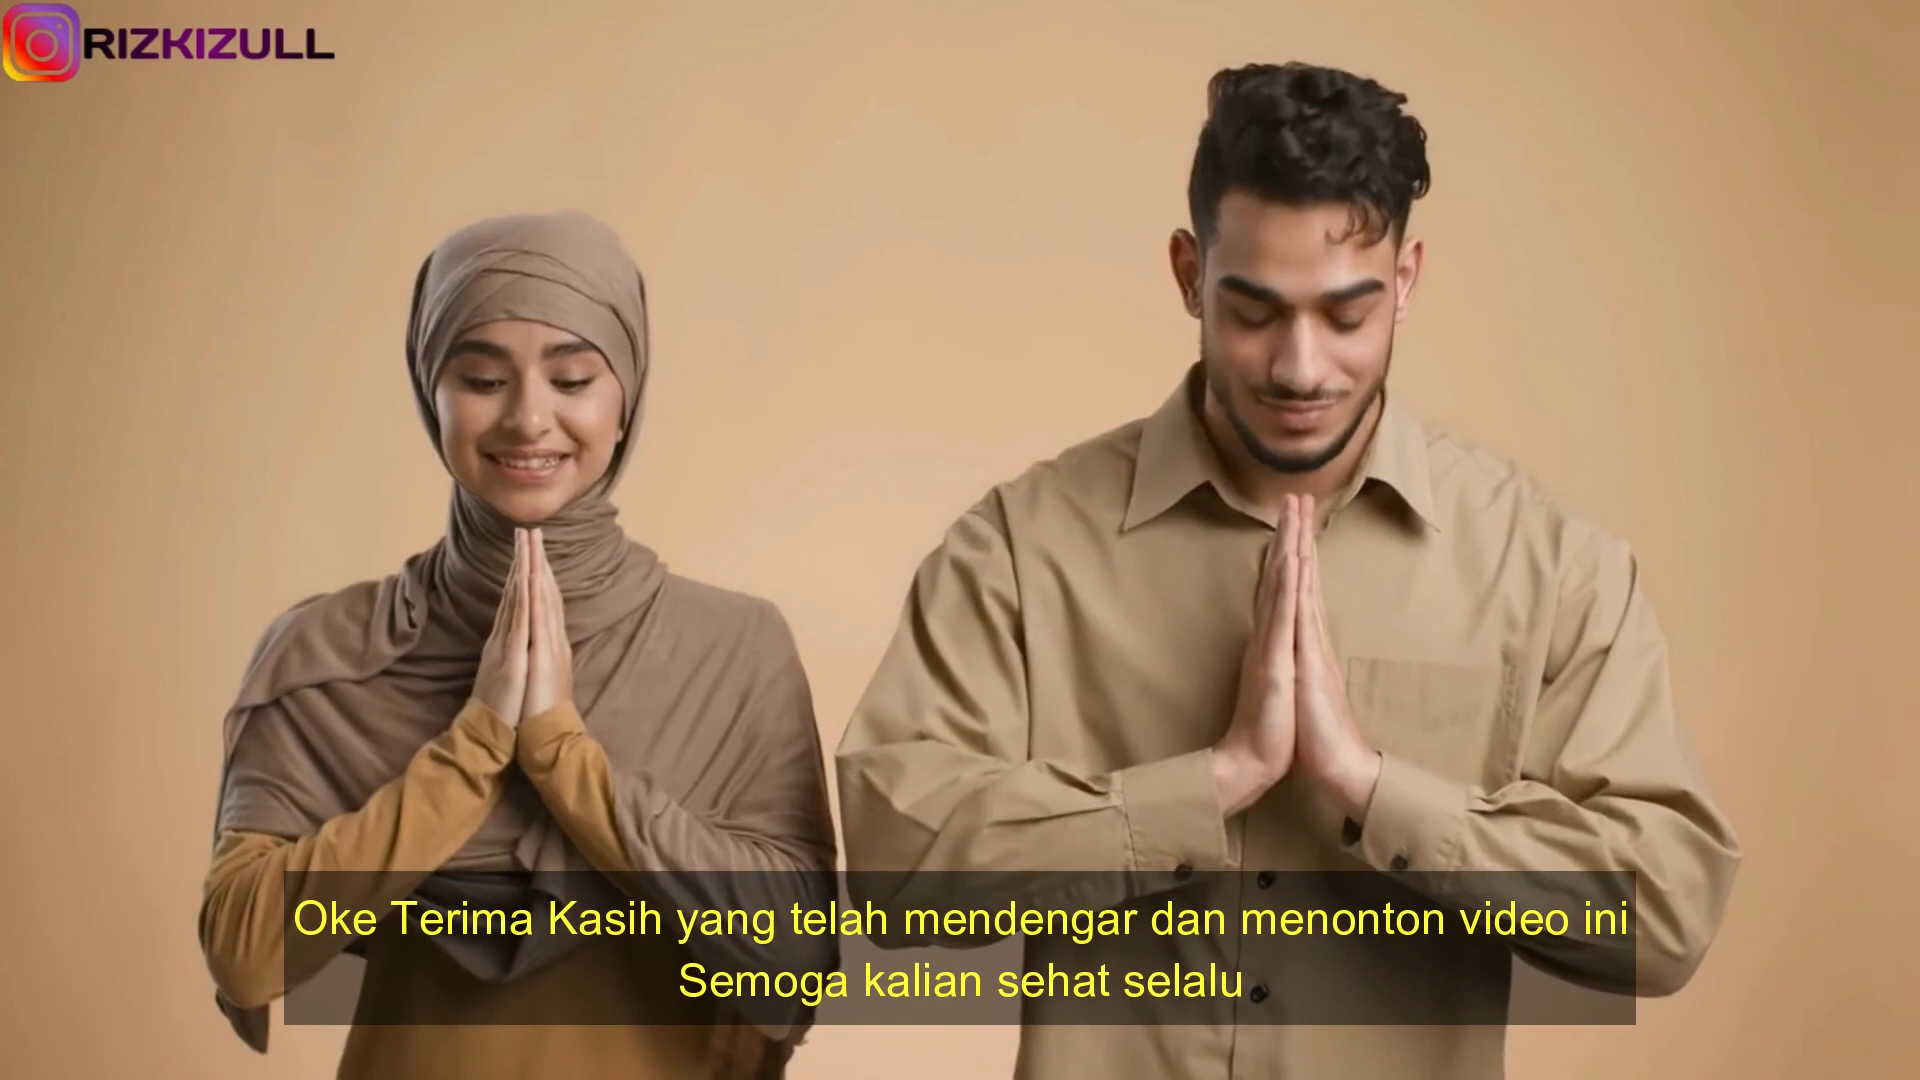 RIZKIZULL
Oke Terima Kasih yang telah mendengar dan menonton video ini
Semoga kalian sehat selalu